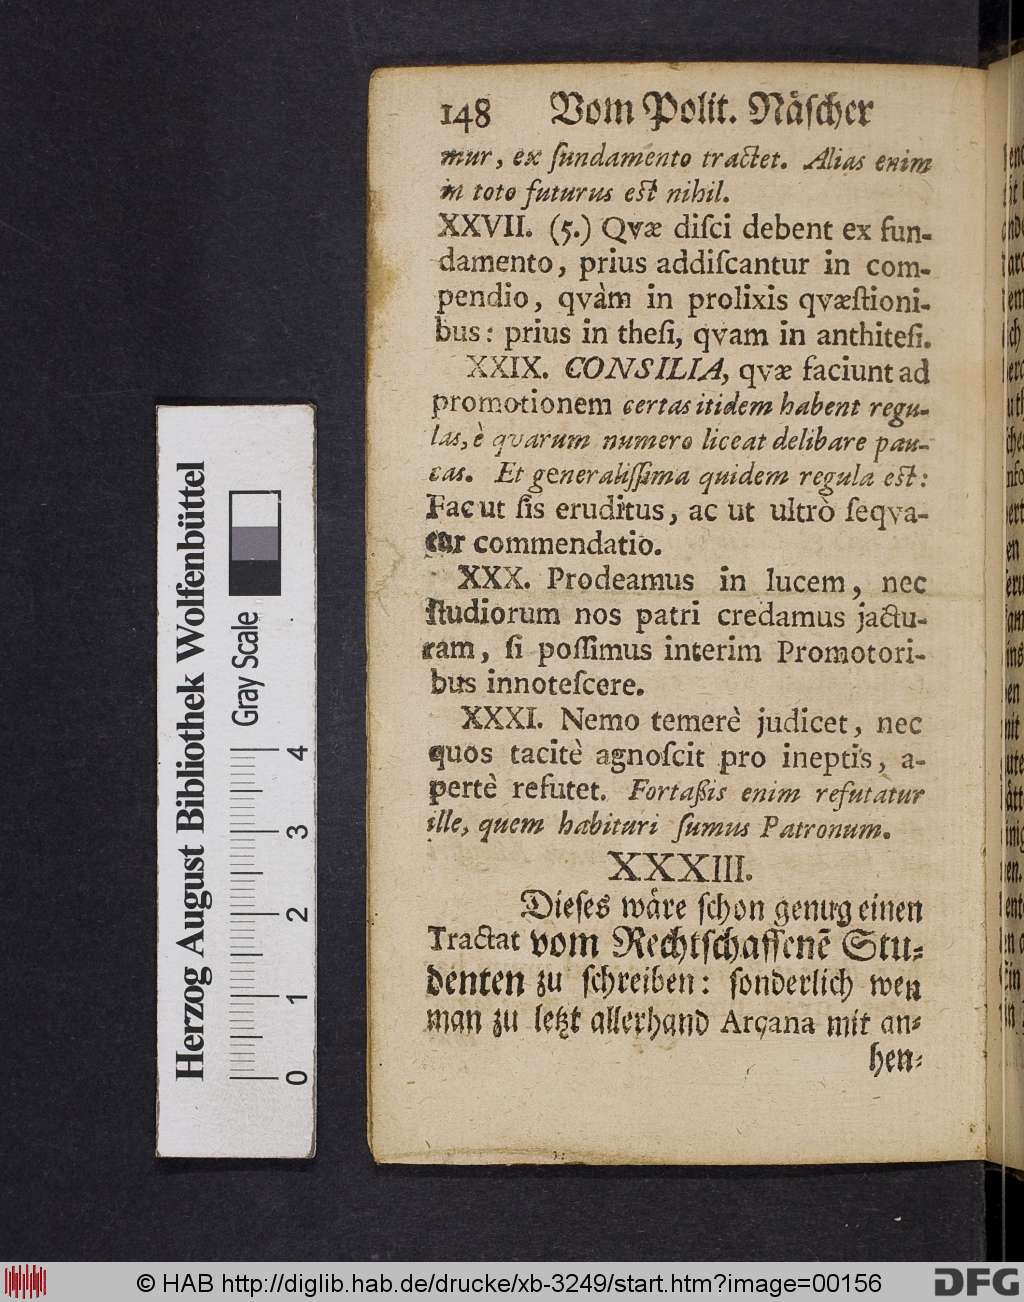 148 Vom Polit. Näſcher
mur, ex fundamento tractet. Alias enim
in toto futurus est nihil.
XXVII. (5.) Qvæ diſci debent ex fun-
damento, prius addiſcantur in com-
pendio, qvàm in prolixis qvæſtioni-
bus: prius in theſi, qvam in anthiteſi.
XXIX. CONSILIA, qvæ faciunt ad
promotionem certas itidem habent regu-
las, è quarum numero liceat delibare pau-
cas. Et generaliſſima quidem regula est:
Fac ut ſis eruditus, ac ut ultrò ſeqva-
tur commendatio.
XXX. Prodeamus in lucem, nec
ſtudiorum nos patri credamus jactu-
ram, ſi poſſimus interim Promotori-
bus innoteſcere.
XXXI. Nemo temerè judicet, nec
quos tacitè agnoſcit pro ineptis, a-
pertè refutet. Fortaßis enim refutatur
ille, quem habituri ſumus Patronum.
XXXIII.
Dieſes wäre ſchon genug einen
Tractat vom Rechtſchaffenē Stu-
denten zu ſchreiben: ſonderlich wen
man zu letzt allerhand Arcana mit an-
hen-
Herzog August Bibliothek Wolfenbüttel
Gray Scale
0 1 2 3 4
© HAB http://diglib.hab.de/drucke/xb-3249/start.htm?image=00156
DFG